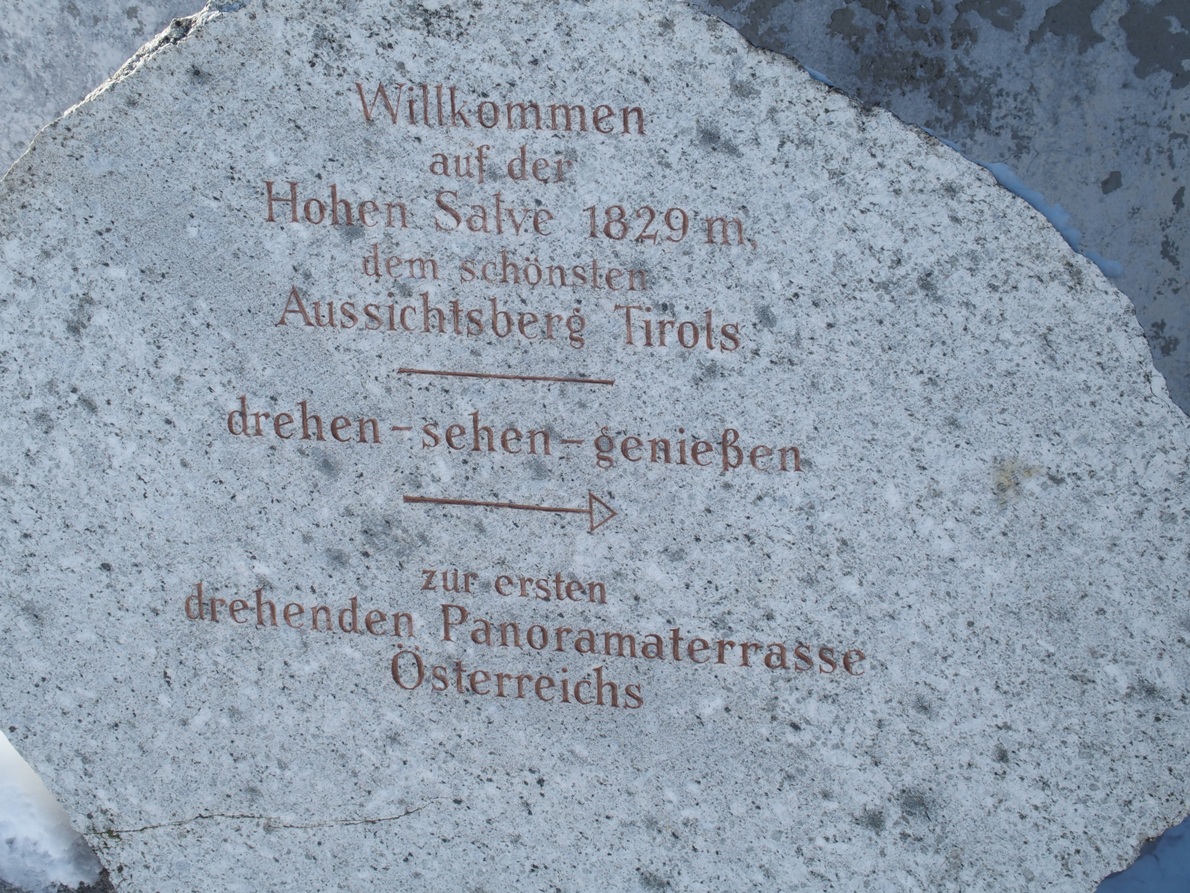 Willkommen
auf der
Hohen Salve 1829 m,
dem schönsten
Aussichtsberg Tirols
drehen-sehen-genießen
zur ersten
drehenden Panoramaterrasse
Österreichs